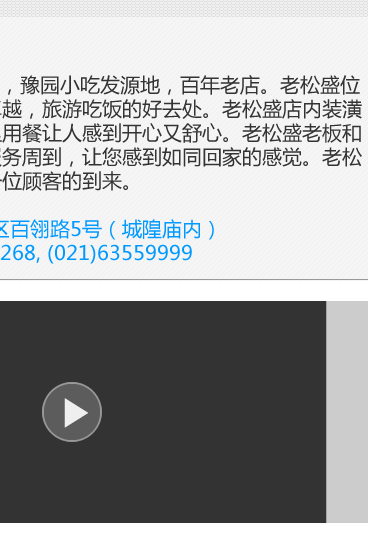 ，豫园小吃发源地，百年老店。老松盛位
越，旅游吃饭的好去处。老松盛店内装潢
用餐让人感到开心又舒心。老松盛老板和
务周到，让您感到如同回家的感觉。老松
位顾客的到来。
区百翎路5号（城隍庙内）
268, (021)63559999